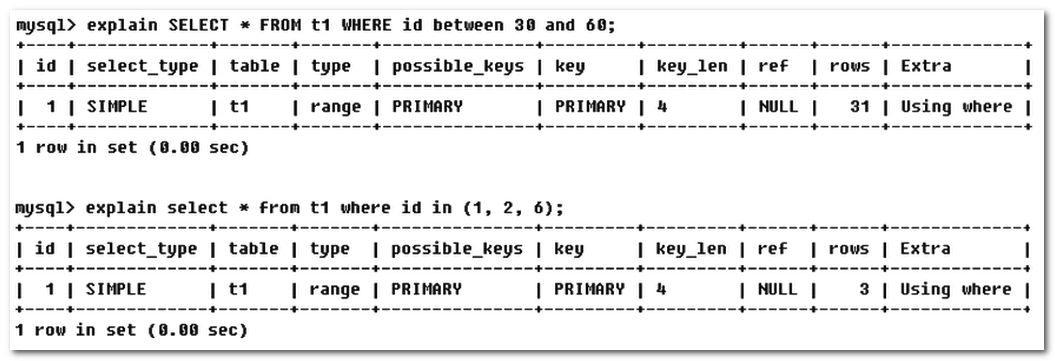 mysql> explain SELECT * FROM t1 WHERE id between 30 and 60;
+----+-------------+-------+-------+---------------+---------+---------+------+------+-------------+
| id | select_type | table | type  | possible_keys | key     | key_len | ref  | rows | Extra       |
+----+-------------+-------+-------+---------------+---------+---------+------+------+-------------+
|  1 | SIMPLE      | t1    | range | PRIMARY       | PRIMARY | 4       | NULL |   31 | Using where |
+----+-------------+-------+-------+---------------+---------+---------+------+------+-------------+
1 row in set (0.00 sec)
mysql> explain select * from t1 where id in (1, 2, 6);
+----+-------------+-------+-------+---------------+---------+---------+------+------+-------------+
| id | select_type | table | type  | possible_keys | key     | key_len | ref  | rows | Extra       |
+----+-------------+-------+-------+---------------+---------+---------+------+------+-------------+
|  1 | SIMPLE      | t1    | range | PRIMARY       | PRIMARY | 4       | NULL |    3 | Using where |
+----+-------------+-------+-------+---------------+---------+---------+------+------+-------------+
1 row in set (0.00 sec)